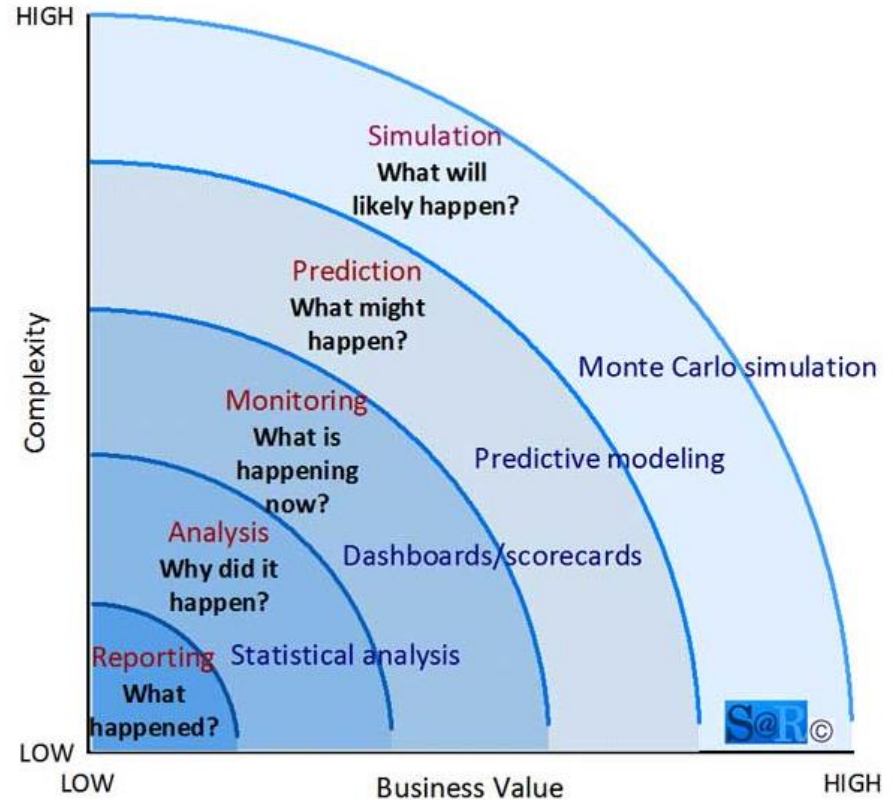 HIGH
Simulation
What will
likely happen?
Prediction
What might
happen?
Monte Carlo simulation
Complexity
Monitoring
What is
happening
now?
Predictive modeling
Analysis
Why did it
happen?
Dashboards/scorecards
Reporting
What
happened?
Statistical analysis
S@R©
LOW
LOW
Business Value
HIGH